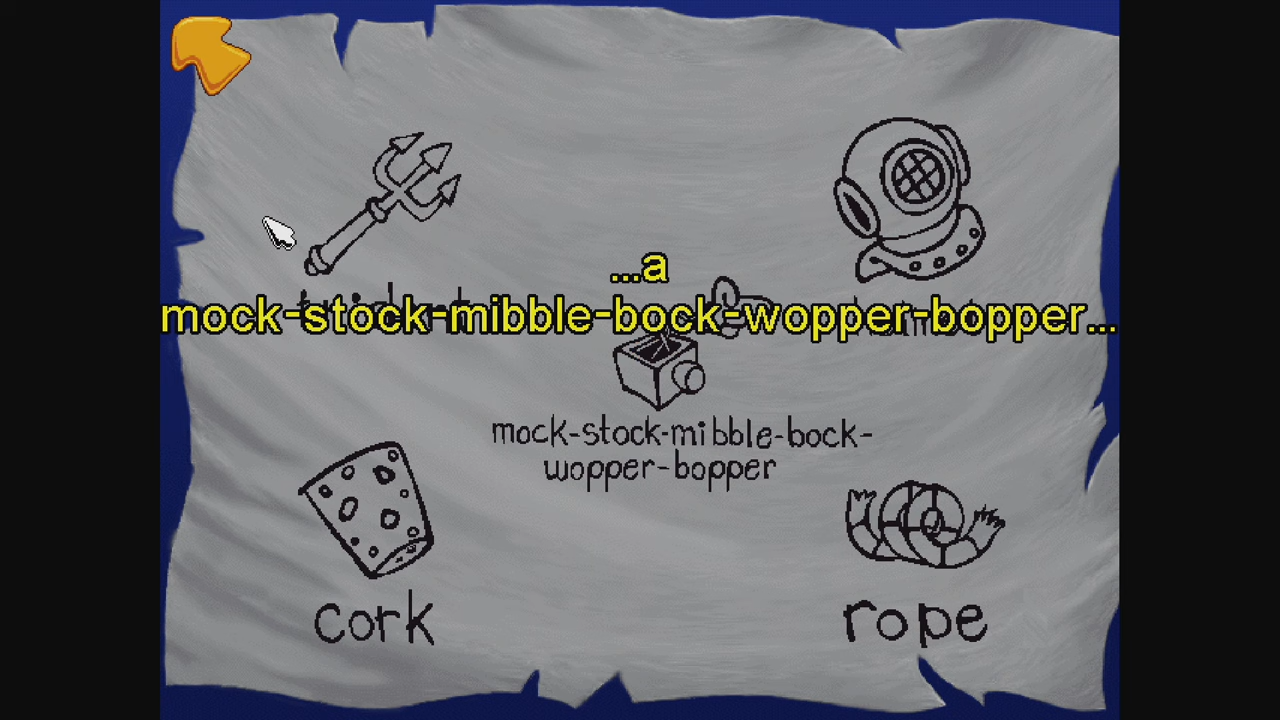 ...a
mock-stock-mibble-bock-wopper-bopper...
mock-stock-mibble-bock-
wopper-bopper
cork
rope